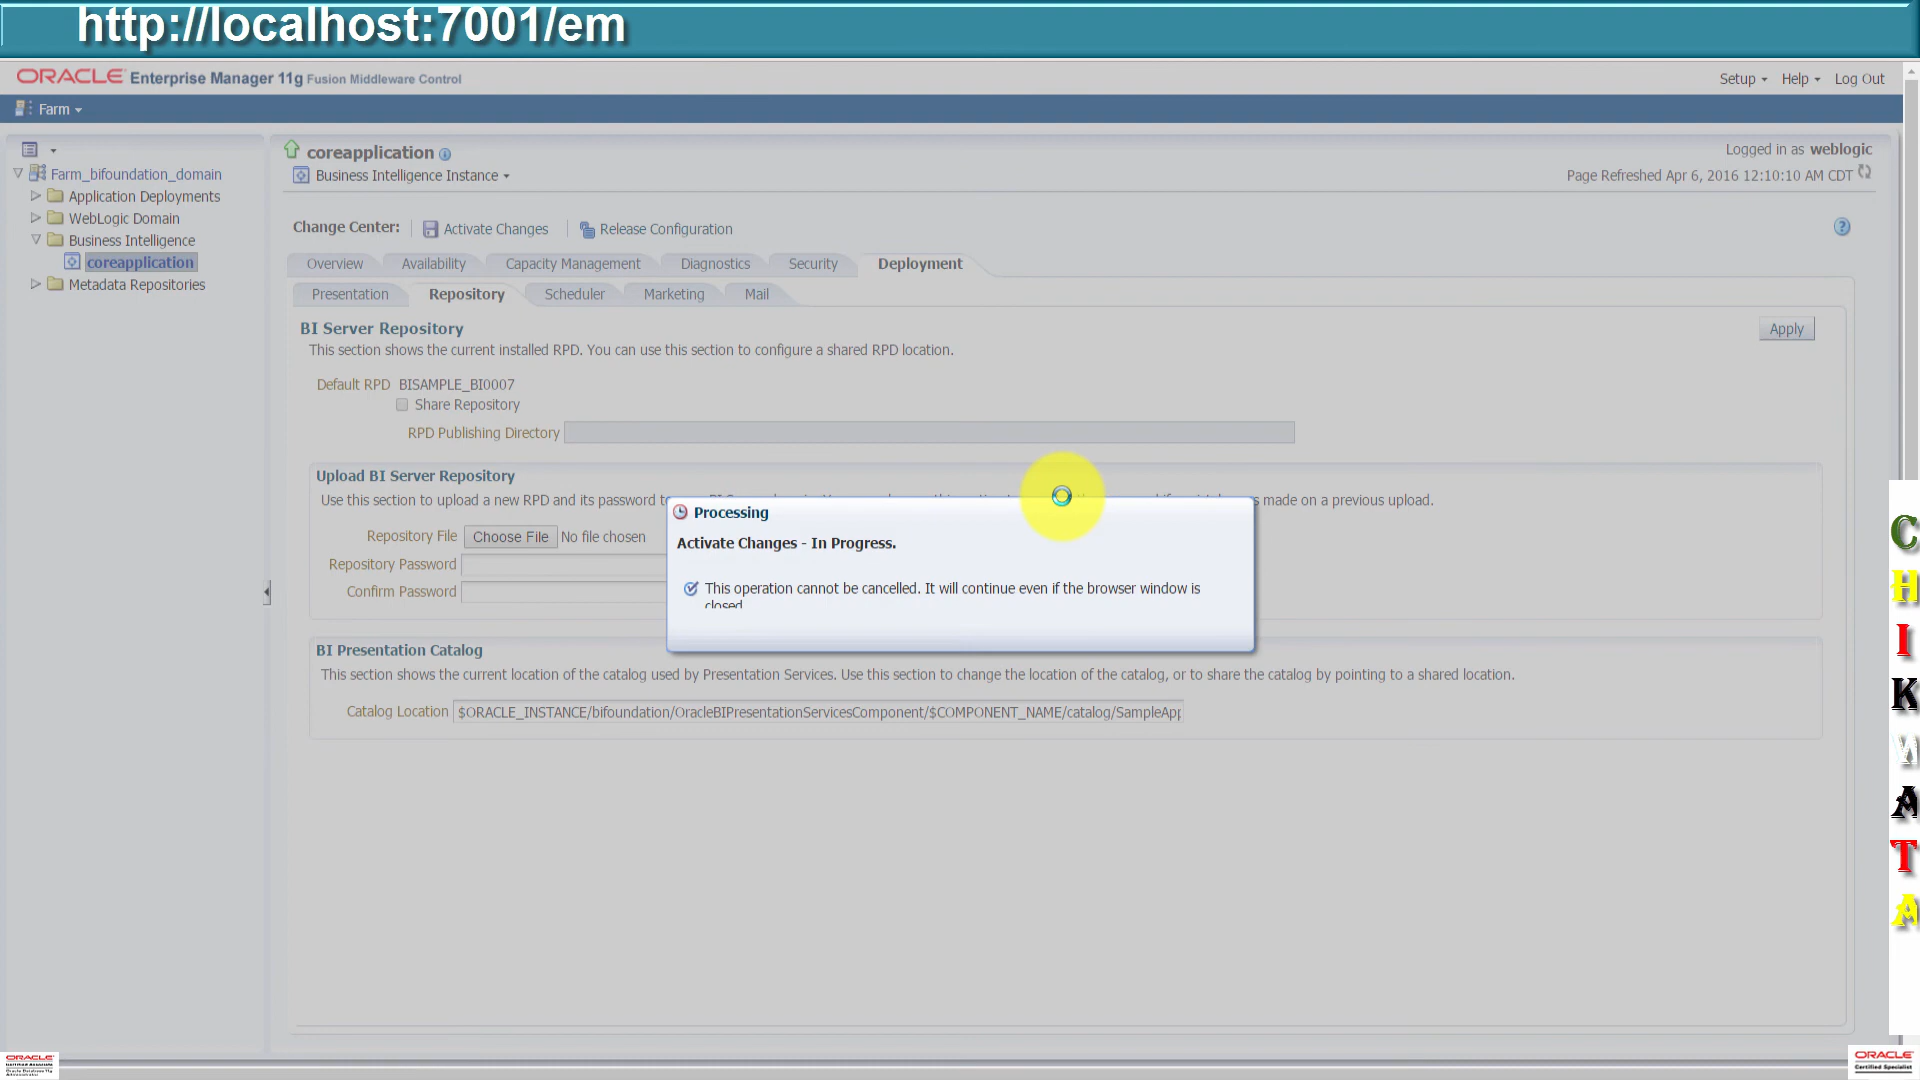 http://localhost:7001/em
ORACLE Enterprise Manager 11g Fusion Middleware Control
Setup Help Log Out
Farm
coreapplication
Logged in as weblogic
Business Intelligence Instance
Page Refreshed Apr 6, 2016 12:10:10 AM CDT
Farm_bifoundation_domain
Application Deployments
WebLogic Domain
Business Intelligence
coreapplication
Metadata Repositories
Change Center: Activate Changes Release Configuration
Overview Availability Capacity Management Diagnostics Security Deployment
Presentation Repository Scheduler Marketing Mail
BI Server Repository
Apply
This section shows the current installed RPD. You can use this section to configure a shared RPD location.
Default RPD BISAMPLE_BI0007
Share Repository
RPD Publishing Directory
Upload BI Server Repository
Use this section to upload a new RPD and its password to made on a previous upload.
Repository File Choose File No file chosen
Repository Password
Confirm Password
Processing
Activate Changes - In Progress.
This operation cannot be cancelled. It will continue even if the browser window is
closed
BI Presentation Catalog
This section shows the current location of the catalog used by Presentation Services. Use this section to change the location of the catalog, or to share the catalog by pointing to a shared location.
Catalog Location $ORACLE_INSTANCE/bifoundation/OracleBIPresentationServicesComponent/$COMPONENT_NAME/catalog/SampleApp
CHIKWATA
ORACLE
Oracle Database 11g
Administrator
ORACLE
Certified Specialist